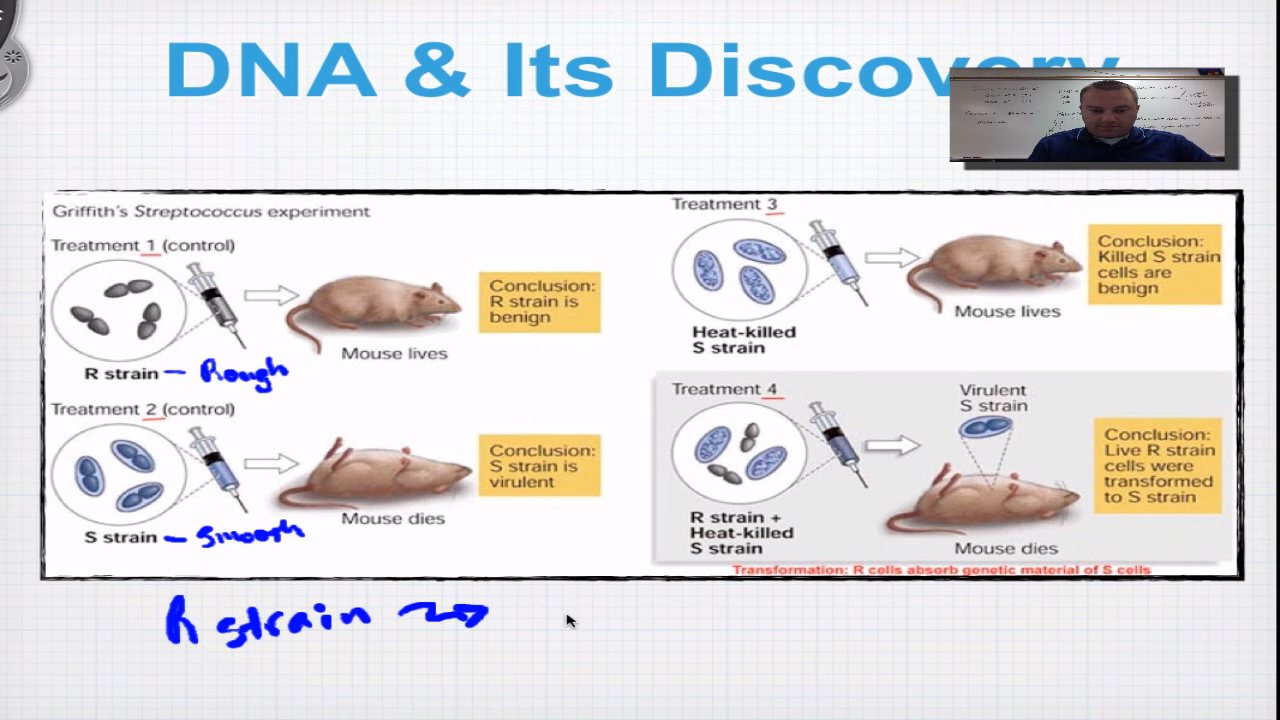 DNA & Its Discovery
Griffith's Streptococcus experiment
Treatment 1 (control)
R strain – Rough
Mouse lives
Conclusion:
R strain is
benign
Treatment 2 (control)
S strain – Smooth
Mouse dies
Conclusion:
S strain is
virulent
Treatment 3
Heat-killed
S strain
Mouse lives
Conclusion:
Killed S strain
cells are
benign
Treatment 4
R strain +
Heat-killed
S strain
Virulent
S strain
Mouse dies
Conclusion:
Live R strain
cells were
transformed
to S strain
Transformation: R cells absorb genetic material of S cells
R strain